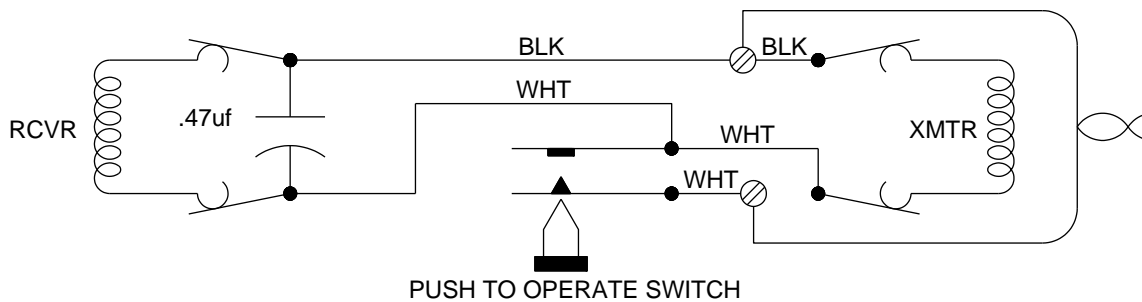 BLK
BLK
WHT
RCVR
.47uf
WHT
XMTR
WHT
PUSH TO OPERATE SWITCH